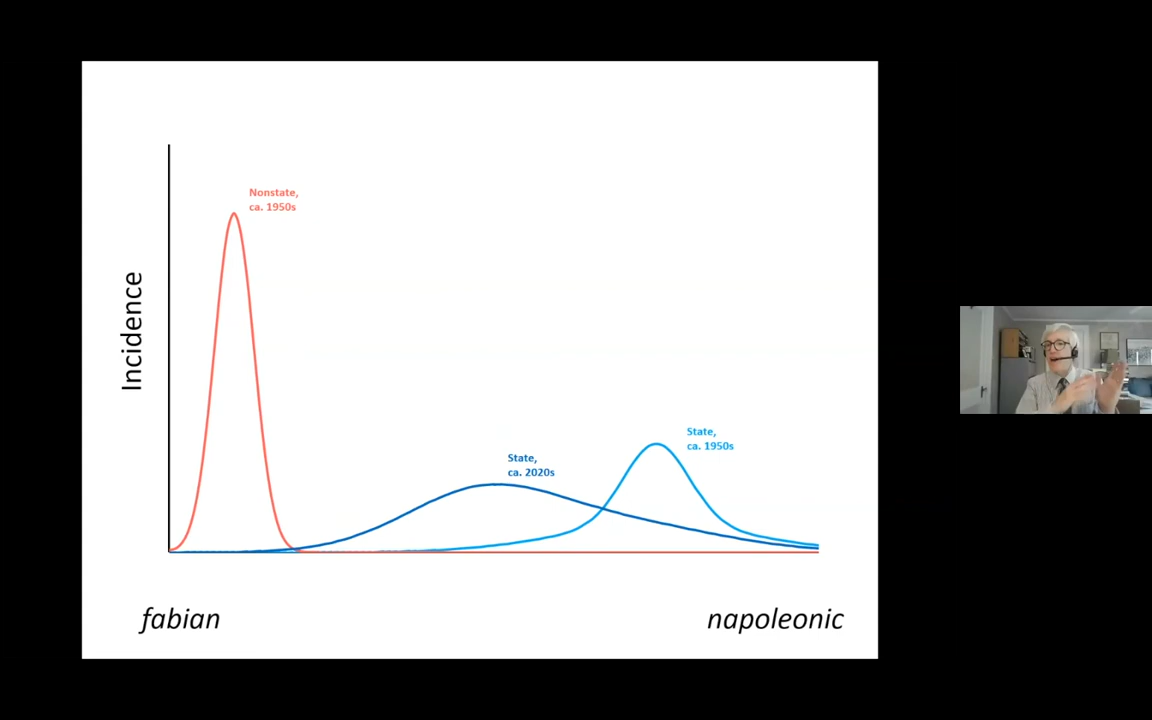 Nonstate,
ca. 1950s
Incidence
State,
ca. 1950s
State,
ca. 2020s
fabian
napoleonic